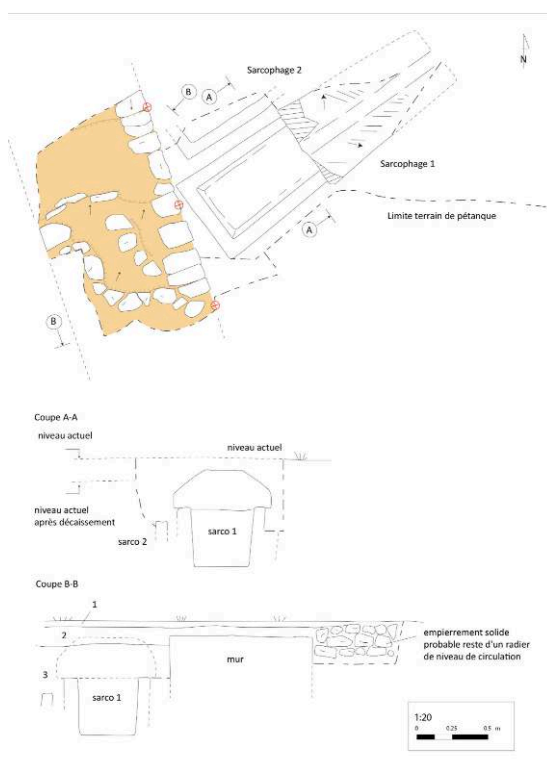 Sarcophage 2
N
B
A
Sarcophage 1
Limite terrain de pétanque
A
B
Coupe A-A
niveau actuel
niveau actuel
niveau actuel
après décaissement
sarco 2
sarco 1
Coupe B-B
1
2
3
sarco 1
mur
empierrement solide
probable reste d'un radier
de niveau de circulation
1:20
0 0.25 0.5 m